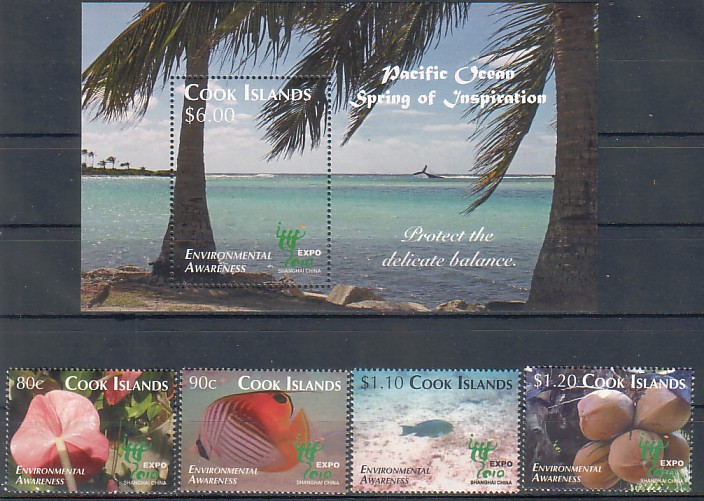 Pacific Ocean
Spring of Inspiration
COOK ISLANDS
$6.00
Protect the
delicate balance.
ENVIRONMENTAL
AWARENESS
EXPO
2010
SHANGHAI CHINA
80c COOK ISLANDS
ENVIRONMENTAL
AWARENESS
EXPO
2010
SHANGHAI CHINA
90c COOK ISLANDS
ENVIRONMENTAL
AWARENESS
EXPO
2010
SHANGHAI CHINA
$1.10 COOK ISLANDS
ENVIRONMENTAL
AWARENESS
EXPO
2010
SHANGHAI CHINA
$1.20 COOK ISLANDS
ENVIRONMENTAL
AWARENESS
EXPO
2010
SHANGHAI CHINA